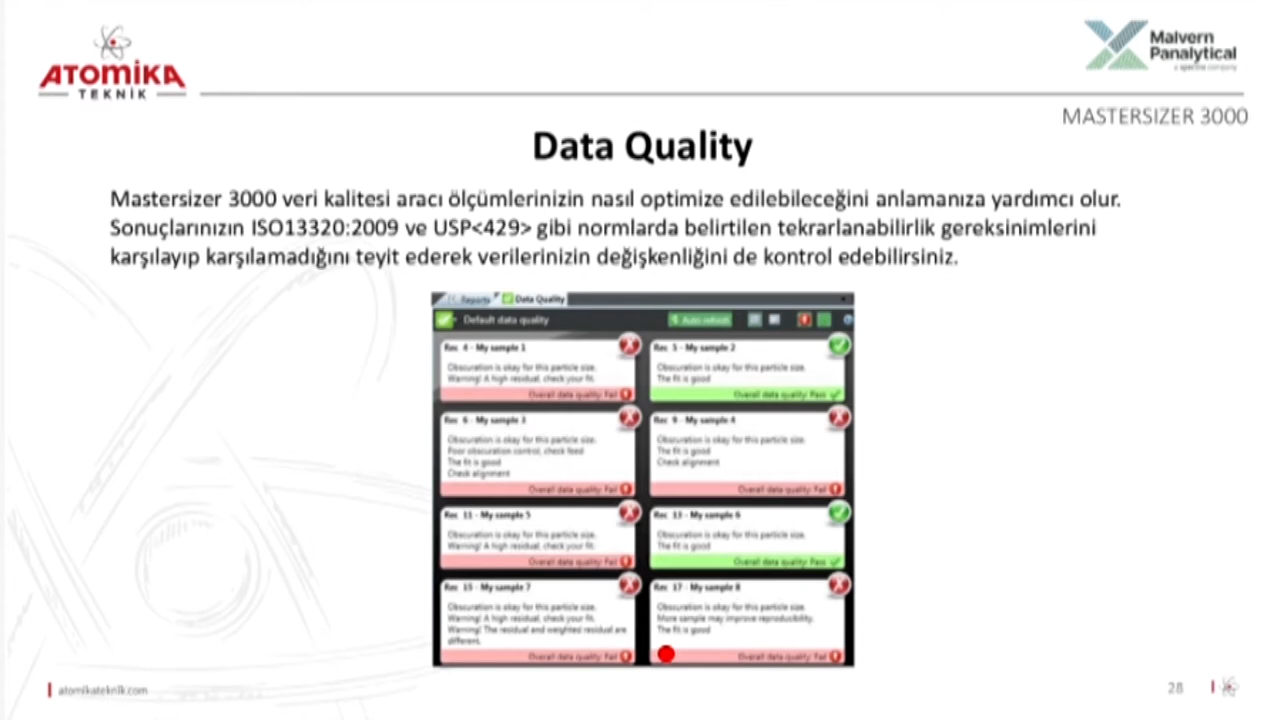 ATOMİKA
TEKNİK
Malvern
Panalytical
a spectris company
MASTERSIZER 3000
Data Quality
Mastersizer 3000 veri kalitesi aracı ölçümlerinizin nasıl optimize edilebileceğini anlamanıza yardımcı olur.
Sonuçlarınızın ISO13320:2009 ve USP<429> gibi normlarda belirtilen tekrarlanabilirlik gereksinimlerini
karşılayıp karşılamadığını teyit ederek verilerinizin değişkenliğini de kontrol edebilirsiniz.
Reports
Data Quality
Default data quality
Auto refresh
Rec 4 - My sample 1
Obscuration is okay for this particle size.
Warning! A high residual, check your fit.
Overall data quality: Fail
Rec 5 - My sample 2
Obscuration is okay for this particle size.
The fit is good
Overall data quality: Pass
Rec 6 - My sample 3
Obscuration is okay for this particle size.
Poor obscuration control, check feed
The fit is good
Check alignment
Overall data quality: Fail
Rec 9 - My sample 4
Obscuration is okay for this particle size.
The fit is good
Check alignment
Overall data quality: Fail
Rec 11 - My sample 5
Obscuration is okay for this particle size.
Warning! A high residual, check your fit.
Overall data quality: Fail
Rec 13 - My sample 6
Obscuration is okay for this particle size.
The fit is good
Overall data quality: Pass
Rec 15 - My sample 7
Obscuration is okay for this particle size.
Warning! A high residual, check your fit.
Warning! The residual and weighted residual are
different.
Overall data quality: Fail
Rec 17 - My sample 8
Obscuration is okay for this particle size.
More sample may improve reproducibility.
The fit is good
Overall data quality: Fail
atomikateknik.com
28